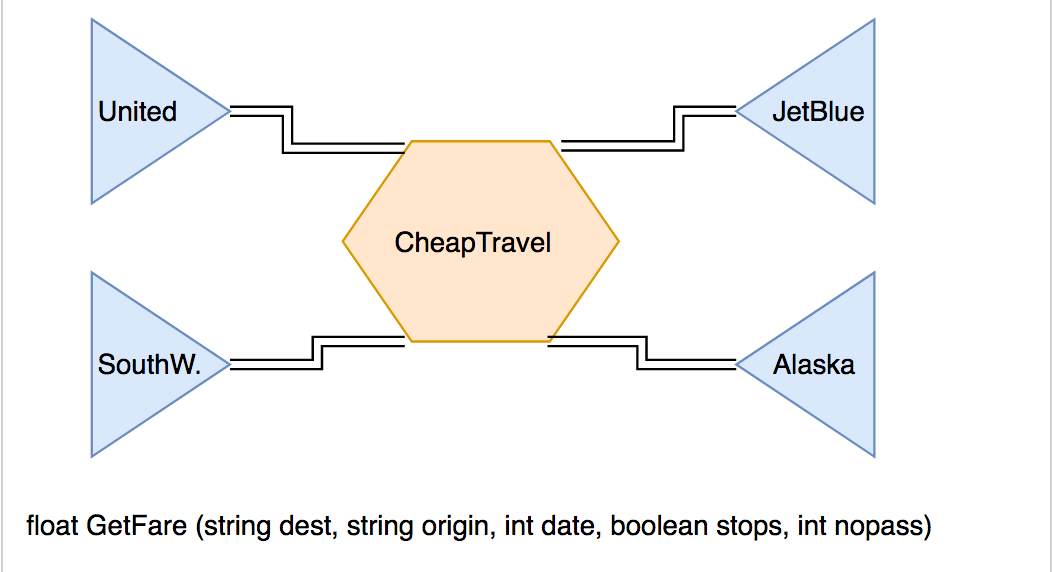 United
JetBlue
CheapTravel
SouthW.
Alaska
float GetFare (string dest, string origin, int date, boolean stops, int nopass)